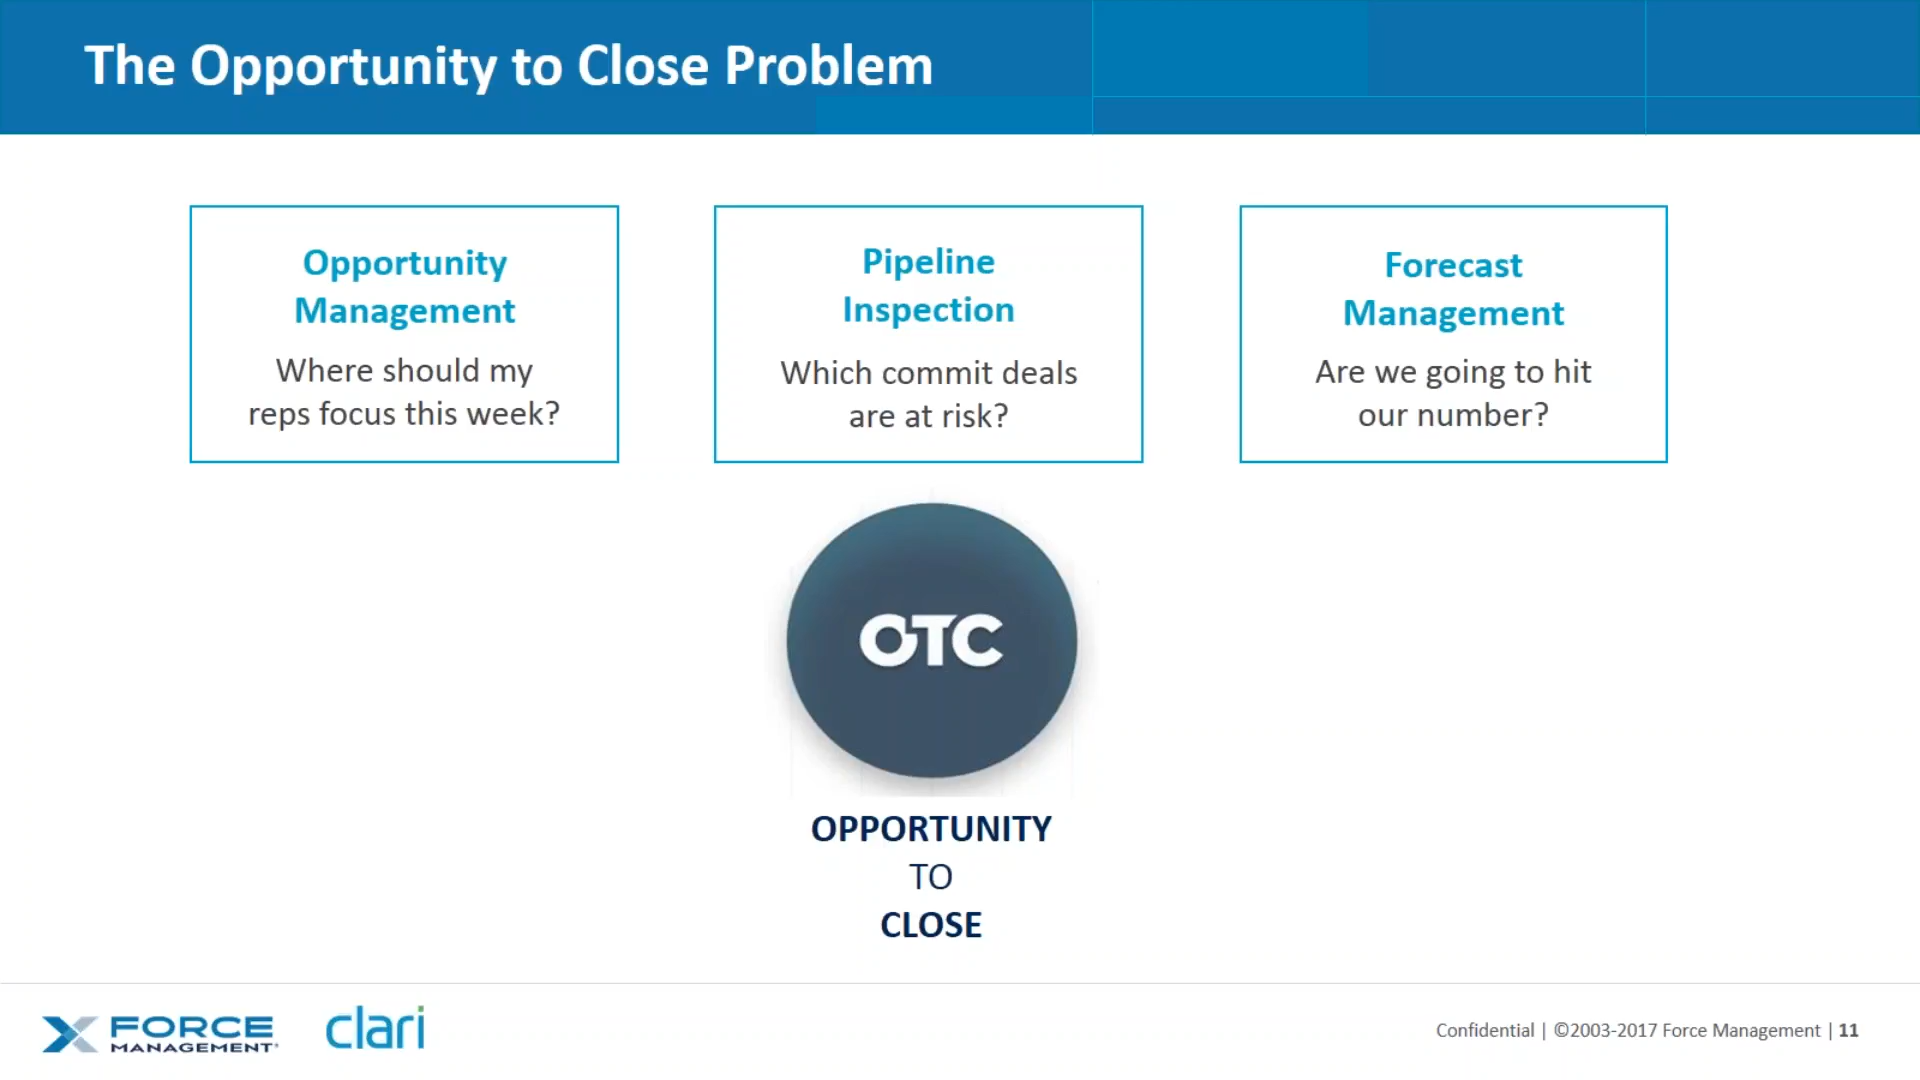 The Opportunity to Close Problem
Opportunity
Management
Where should my
reps focus this week?
Pipeline
Inspection
Which commit deals
are at risk?
Forecast
Management
Are we going to hit
our number?
OTC
OPPORTUNITY
TO
CLOSE
FORCE
MANAGEMENT
clari
Confidential | ©2003-2017 Force Management | 11